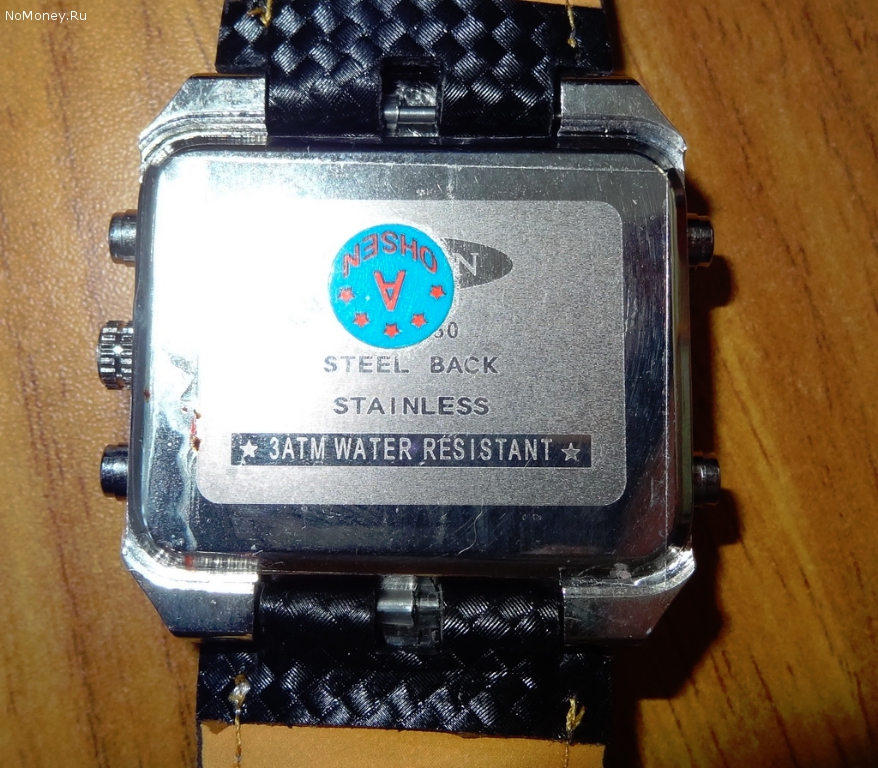 NoMoney.Ru
OHSEN
A
STEEL BACK
STAINLESS
★ 3ATM WATER RESISTANT ★